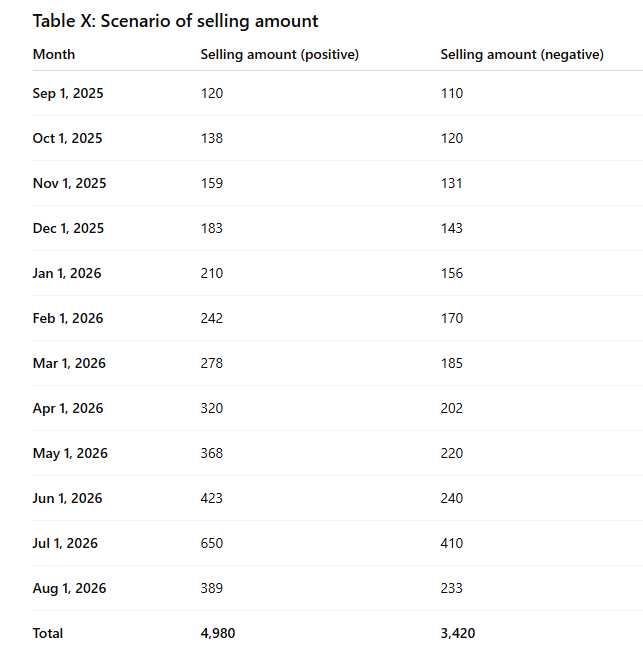 Table X: Scenario of selling amount
Month Selling amount (positive) Selling amount (negative)
Sep 1, 2025 120 110
Oct 1, 2025 138 120
Nov 1, 2025 159 131
Dec 1, 2025 183 143
Jan 1, 2026 210 156
Feb 1, 2026 242 170
Mar 1, 2026 278 185
Apr 1, 2026 320 202
May 1, 2026 368 220
Jun 1, 2026 423 240
Jul 1, 2026 650 410
Aug 1, 2026 389 233
Total 4,980 3,420